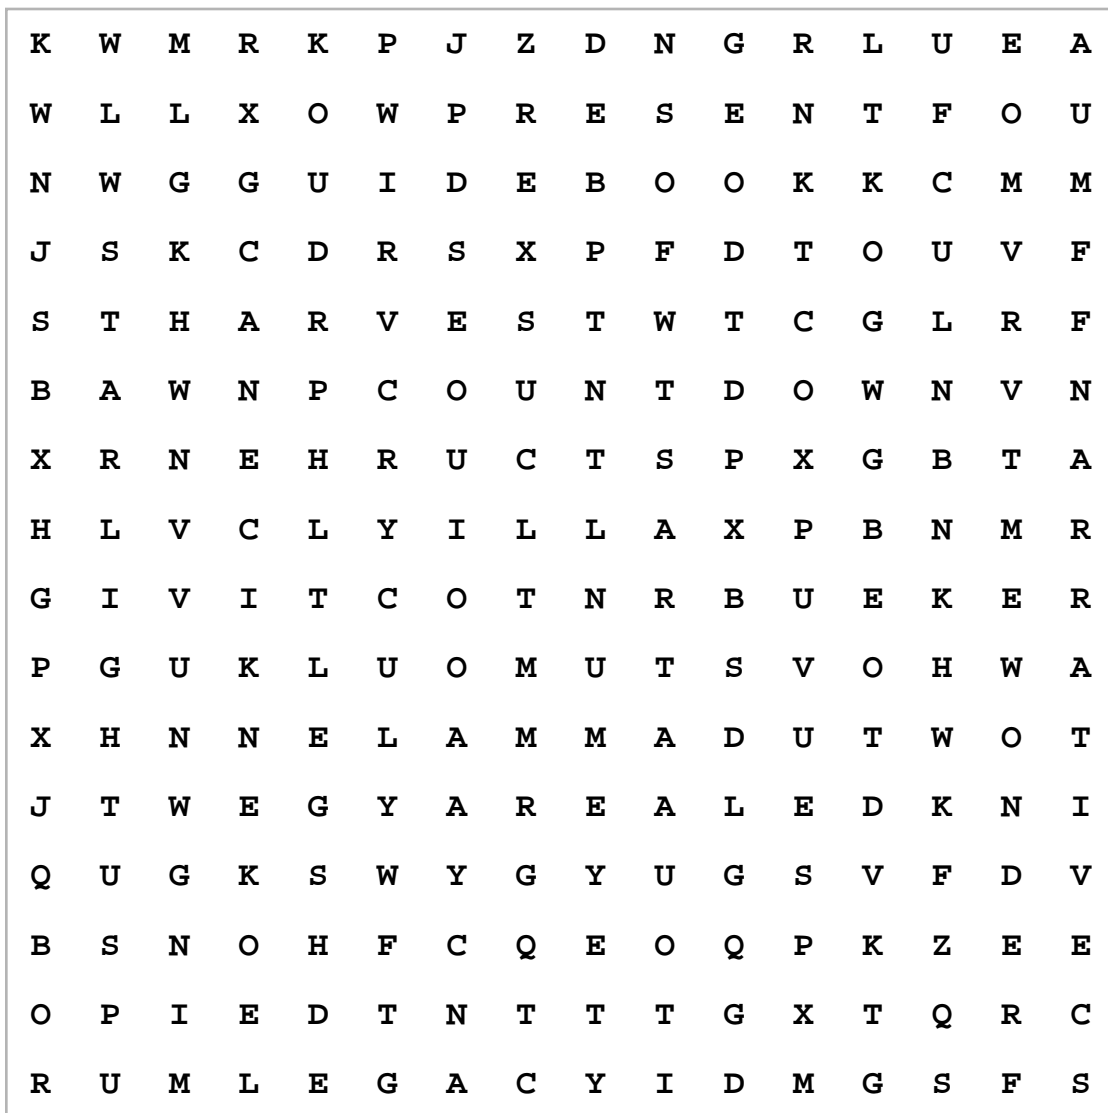 K W M R K P J Z D N G R L U E A
W L L X O W P R E S E N T F O U
N W G G U I D E B O O K K C M M
J S K C D R S X P F D T O U V F
S T H A R V E S T W T C G L R F
B A W N P C O U N T D O W N V N
X R N E H R U C T S P X G B T A
H L V C L Y I L L A X P B N M R
G I V I T C O T N R B U E K E R
P G U K L U O M U T S V O H W A
X H N N E L A M M A D U T W O T
J T W E G Y A R E A L E D K N I
Q U G K S W Y G Y U G S V F D V
B S N O H F C Q E O Q P K Z E E
O P I E D T N T T T G X T Q R C
R U M L E G A C Y I D M G S F S